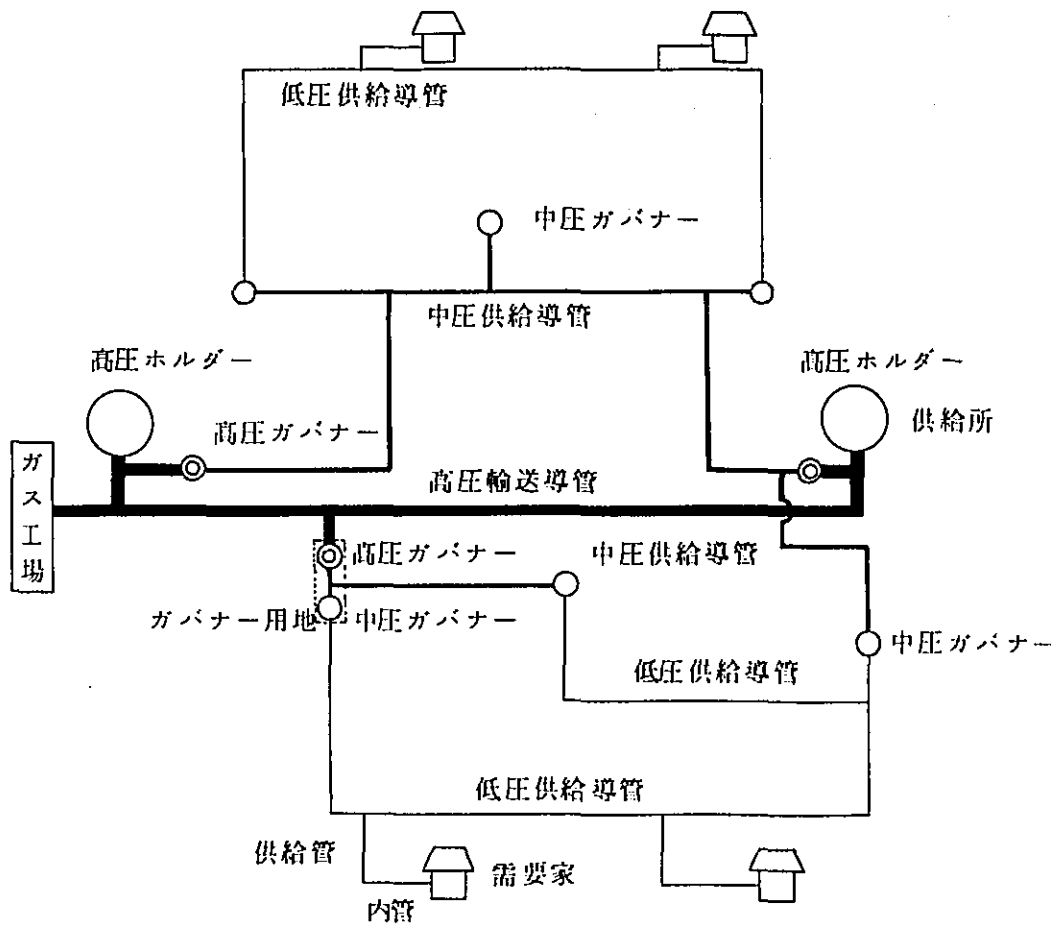 低圧供給導管
中圧ガバナー
中圧供給導管
高圧ホルダー
高圧ホルダー
供給所
高圧ガバナー
ガス工場
高圧輸送導管
高圧ガバナー
中圧供給導管
ガバナー用地
中圧ガバナー
中圧ガバナー
低圧供給導管
低圧供給導管
供給管
需要家
内管